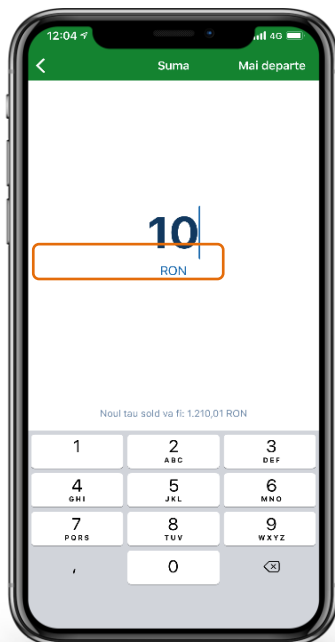 12:04 4G
Suma Mai departe
10
RON
Noul tau sold va fi: 1.210,01 RON
1 2 3
ABC DEF
4 5 6
GHI JKL MNO
7 8 9
PQRS TUV WXYZ
, 0